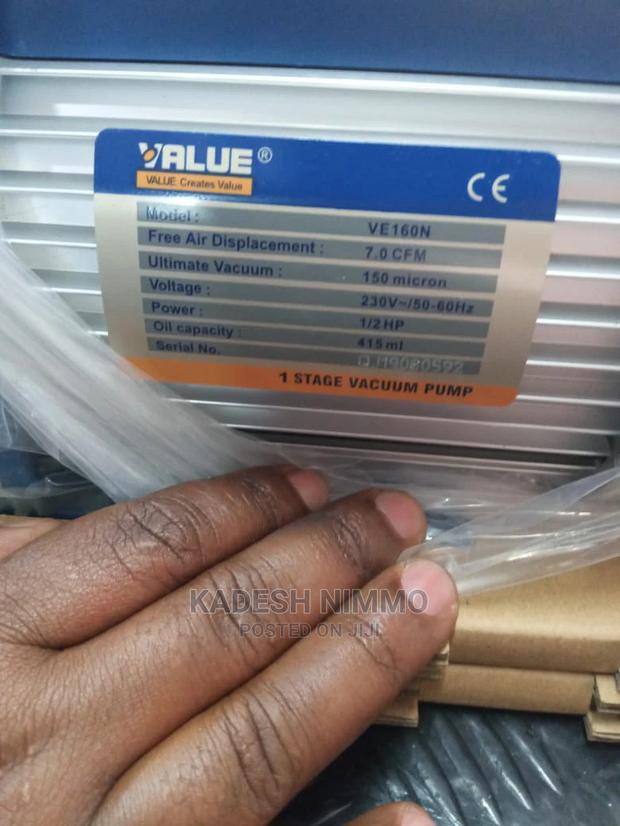 VALUE®
VALUE Creates Value
CE
Model : VE160N
Free Air Displacement : 7.0 CFM
Ultimate Vacuum : 150 micron
Voltage : 230V~/50-60Hz
Power : 1/2 HP
Oil capacity : 415 ml
Serial No.
1 STAGE VACUUM PUMP
KADESH NIMMO
POSTED ON JIJI